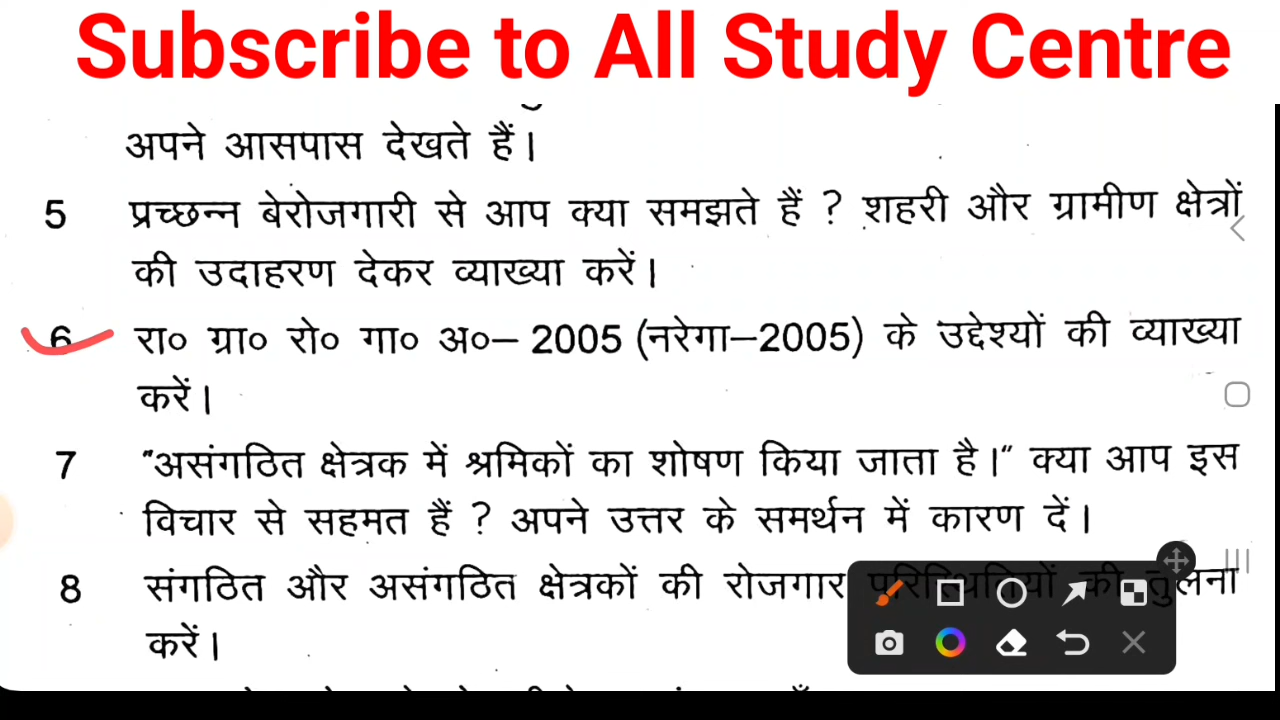 Subscribe to All Study Centre
अपने आसपास देखते हैं।
5 प्रच्छन्न बेरोजगारी से आप क्या समझते हैं ? शहरी और ग्रामीण क्षेत्रों
की उदाहरण देकर व्याख्या करें।
6 रा० ग्रा० रो० गा० अ०– 2005 (नरेगा–2005) के उद्देश्यों की व्याख्या
करें।
7 "असंगठित क्षेत्रक में श्रमिकों का शोषण किया जाता है।" क्या आप इस
विचार से सहमत हैं ? अपने उत्तर के समर्थन में कारण दें।
8 संगठित और असंगठित क्षेत्रकों की रोजगार परिस्थितियों की तुलना
करें।